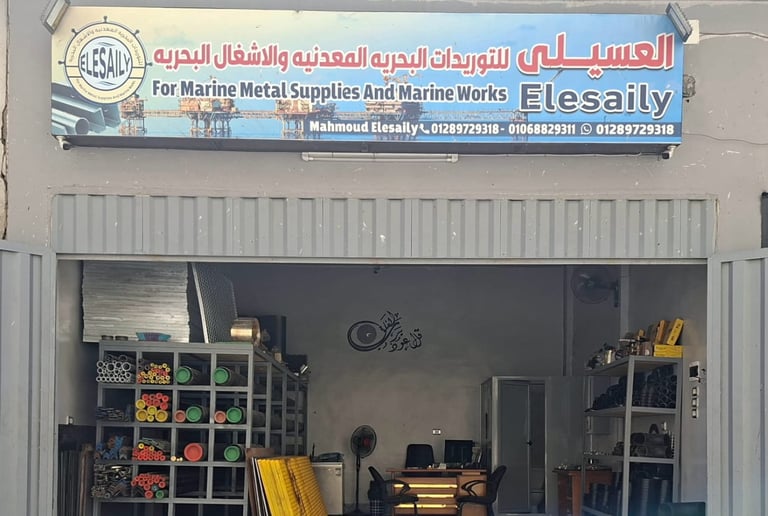 العسيلى للتوريدات البحريه المعدنيه والاشغال البحريه
ELESAILY
For Marine Metal Supplies And Marine Works Elesaily
Mahmoud Elesaily 01289729318 - 01068829311 01289729318